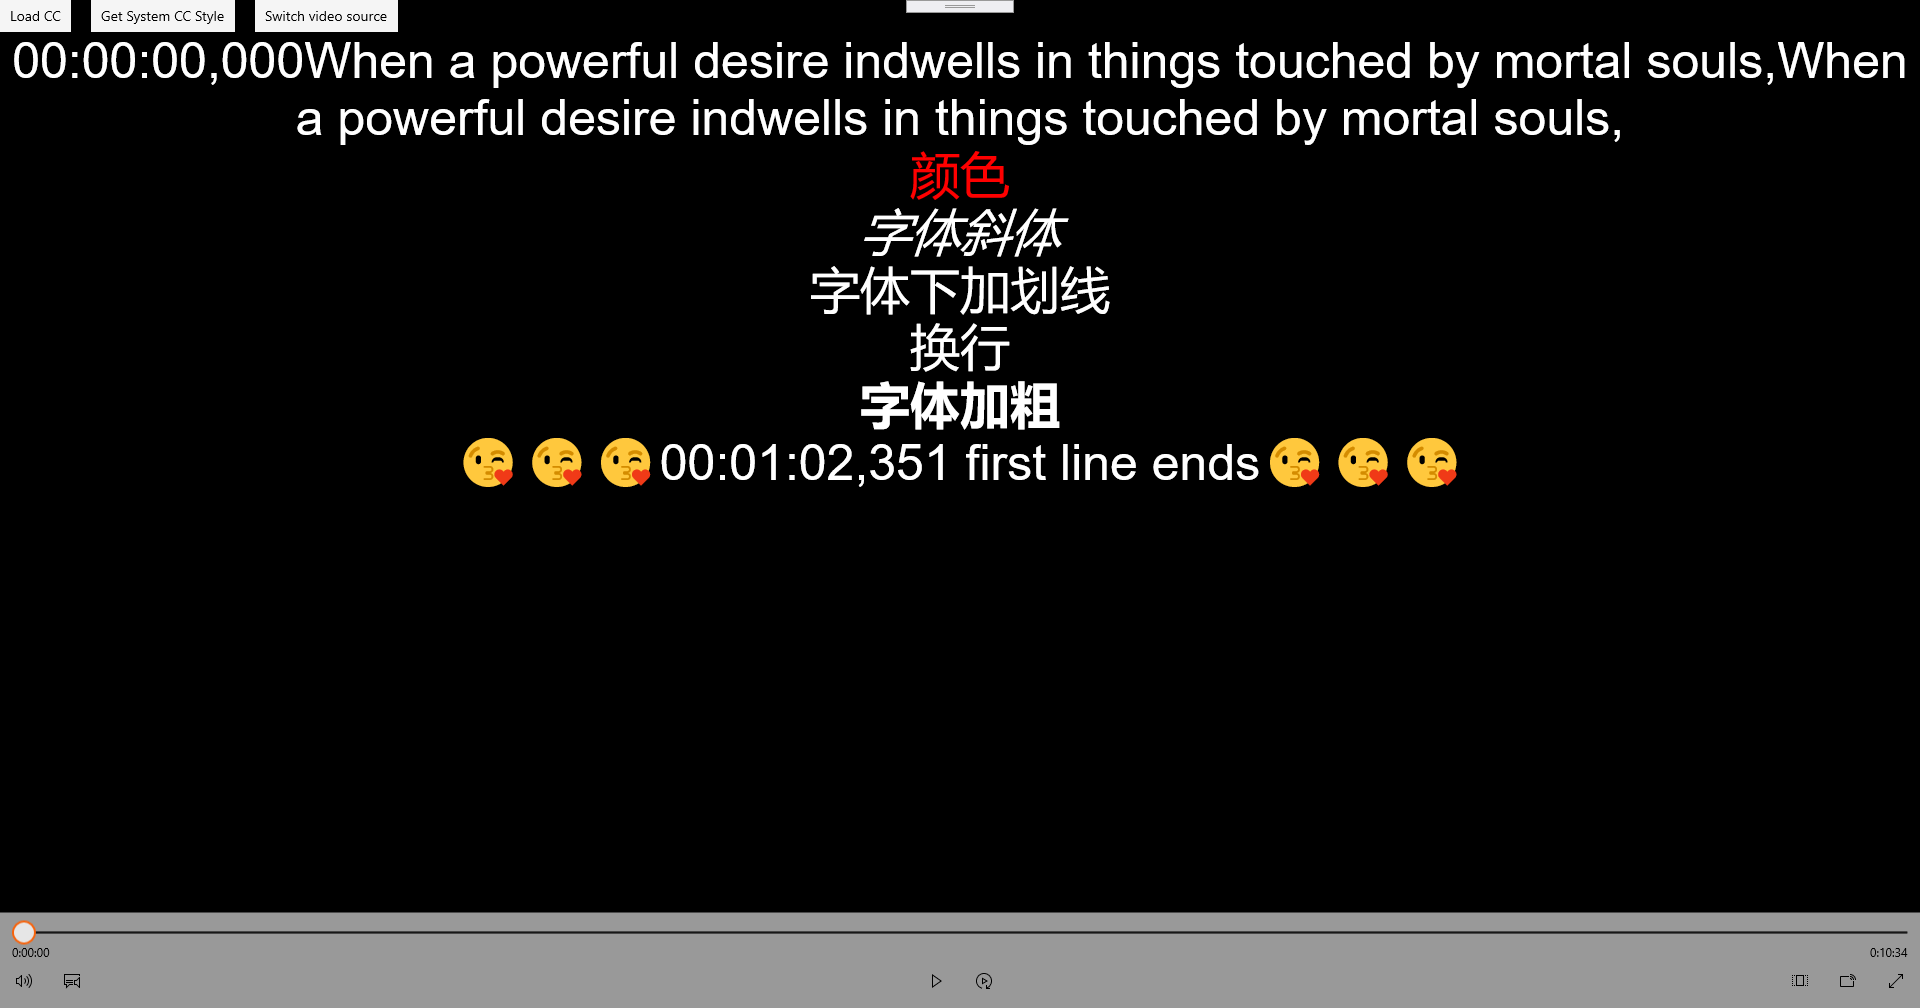 Load CC
Get System CC Style
Switch video source
00:00:00,000When a powerful desire indwells in things touched by mortal souls,When
a powerful desire indwells in things touched by mortal souls,
颜色
字体斜体
字体下加划线
换行
字体加粗
😘😘😘00:01:02,351 first line ends😘😘😘
0:00:00
0:10:34